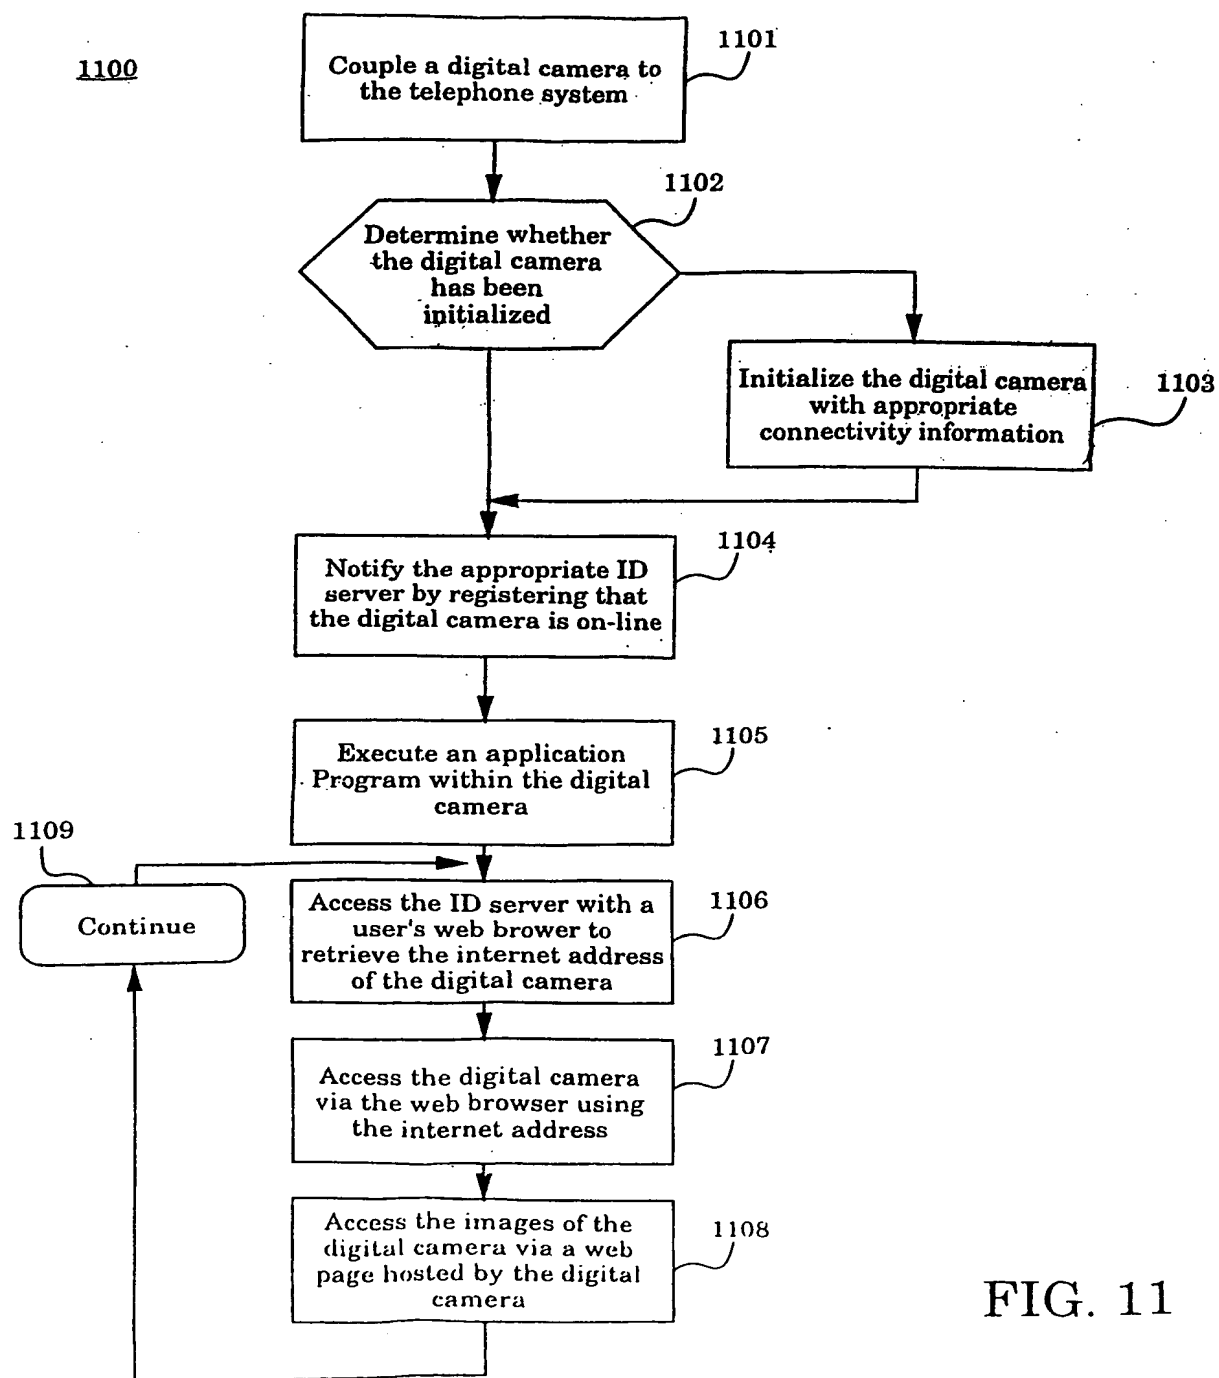 1100
Couple a digital camera to
the telephone system
1101
Determine whether
the digital camera
has been
initialized
1102
Initialize the digital camera
with appropriate
connectivity information
1103
Notify the appropriate ID
server by registering that
the digital camera is on-line
1104
Execute an application
Program within the digital
camera
1105
1109
Continue
Access the ID server with a
user's web brower to
retrieve the internet address
of the digital camera
1106
Access the digital camera
via the web browser using
the internet address
1107
Access the images of the
digital camera via a web
page hosted by the digital
camera
1108
FIG. 11